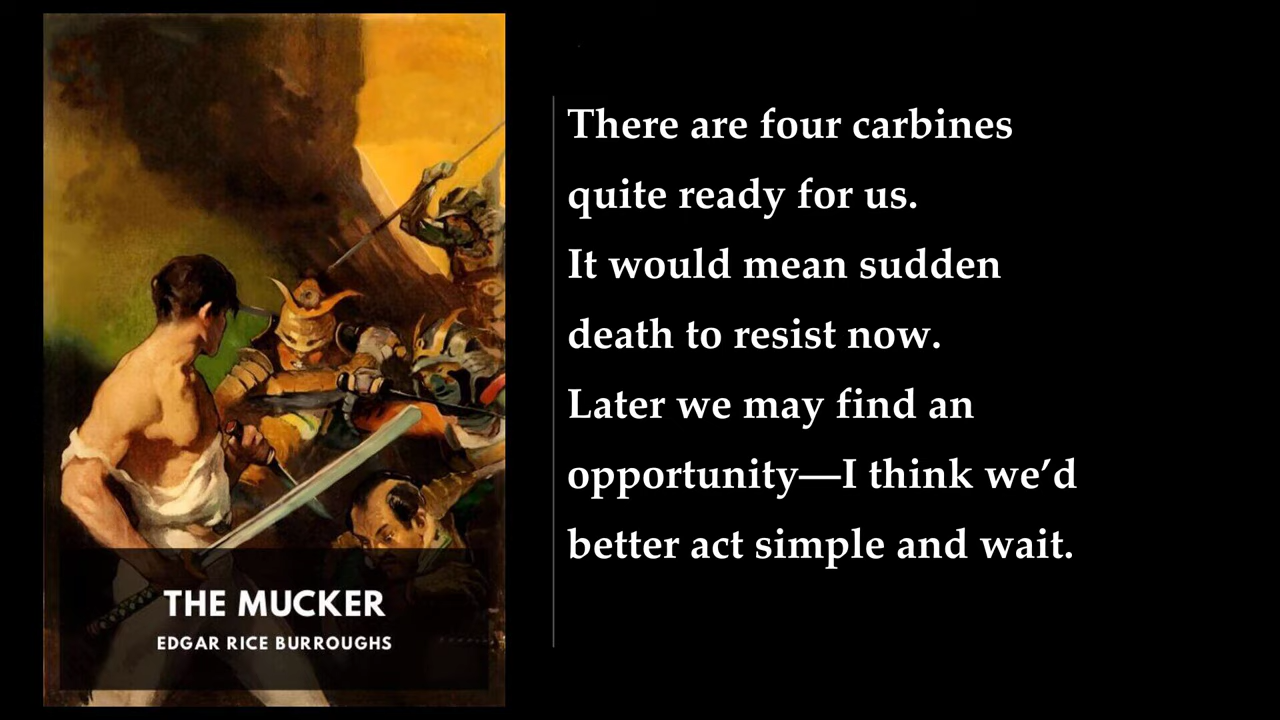 THE MUCKER
EDGAR RICE BURROUGHS
There are four carbines
quite ready for us.
It would mean sudden
death to resist now.
Later we may find an
opportunity—I think we’d
better act simple and wait.